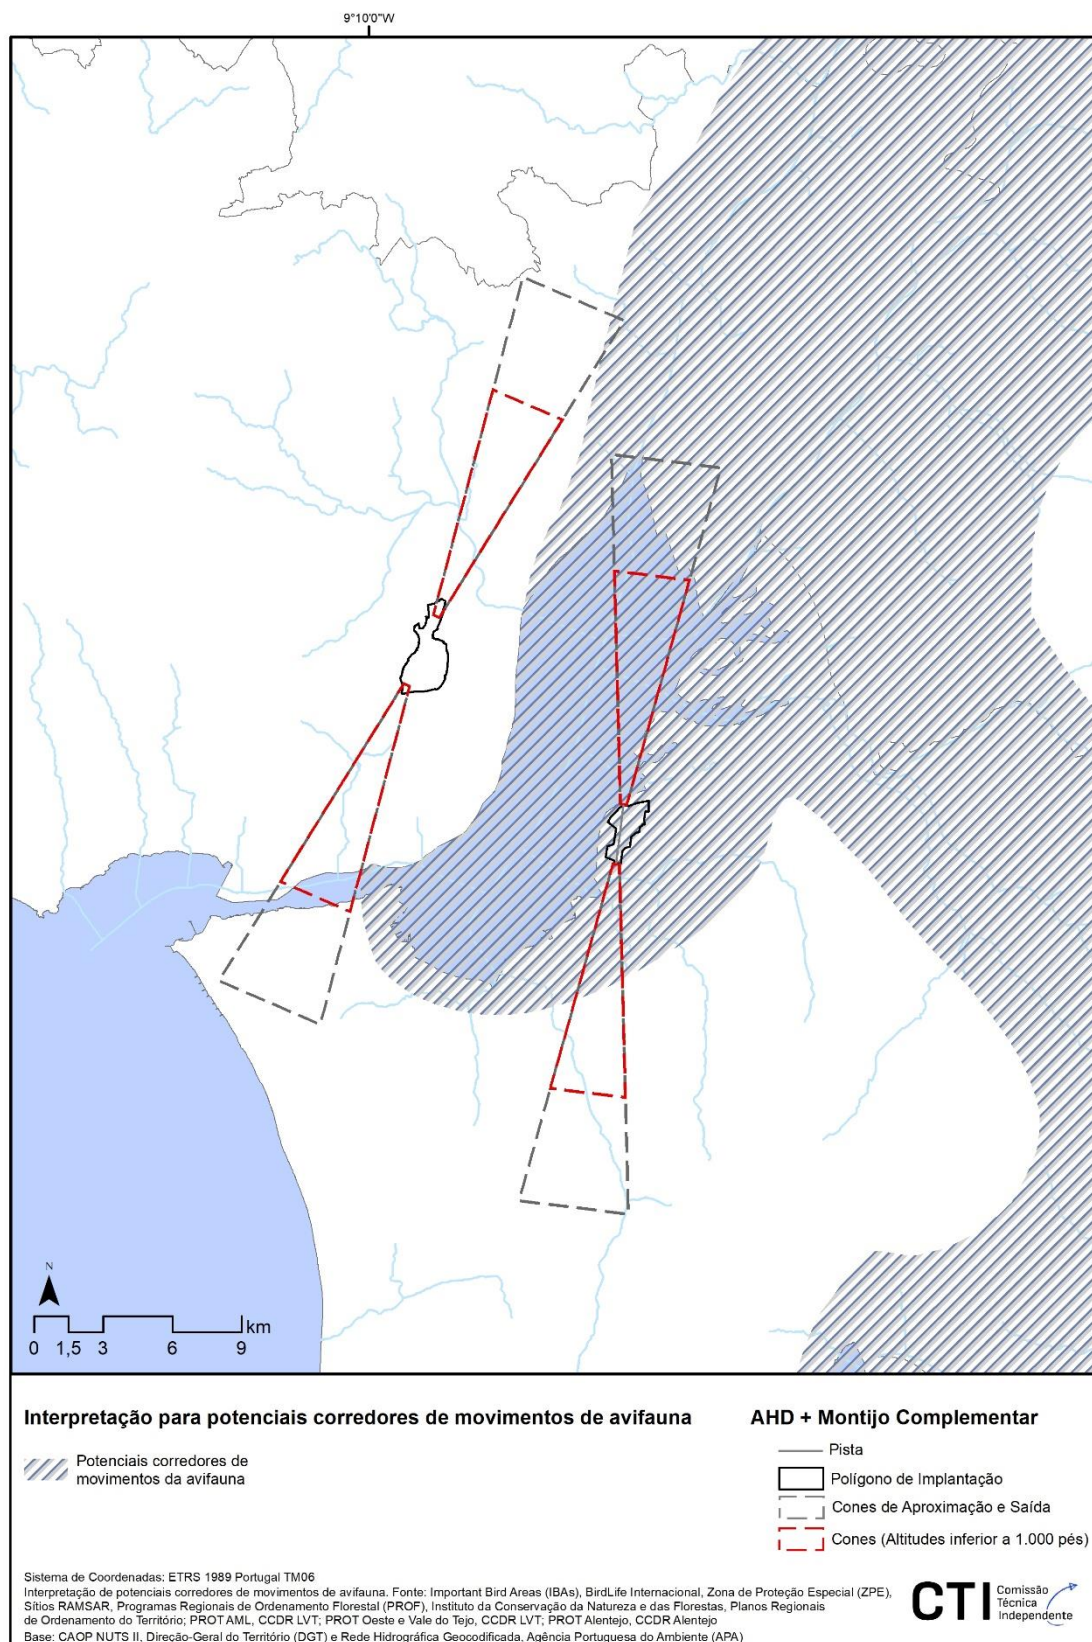 9°10'0"W
N
km
0 1,5 3 6 9
Interpretação para potenciais corredores de movimentos de avifauna
Potenciais corredores de
movimentos da avifauna
AHD + Montijo Complementar
Pista
Polígono de Implantação
Cones de Aproximação e Saída
Cones (Altitudes inferior a 1.000 pés)
Sistema de Coordenadas: ETRS 1989 Portugal TM06
Interpretação de potenciais corredores de movimentos de avifauna. Fonte: Important Bird Areas (IBAs), BirdLife Internacional, Zona de Proteção Especial (ZPE),
Sítios RAMSAR, Programas Regionais de Ordenamento Florestal (PROF), Instituto da Conservação da Natureza e das Florestas, Planos Regionais
de Ordenamento do Território; PROT AML, CCDR LVT; PROT Oeste e Vale do Tejo, CCDR LVT; PROT Alentejo, CCDR Alentejo
Base: CAOP NUTS II, Direção-Geral do Território (DGT) e Rede Hidrográfica Geocodificada, Agência Portuguesa do Ambiente (APA)
CTI
Comissão
Técnica
Independente